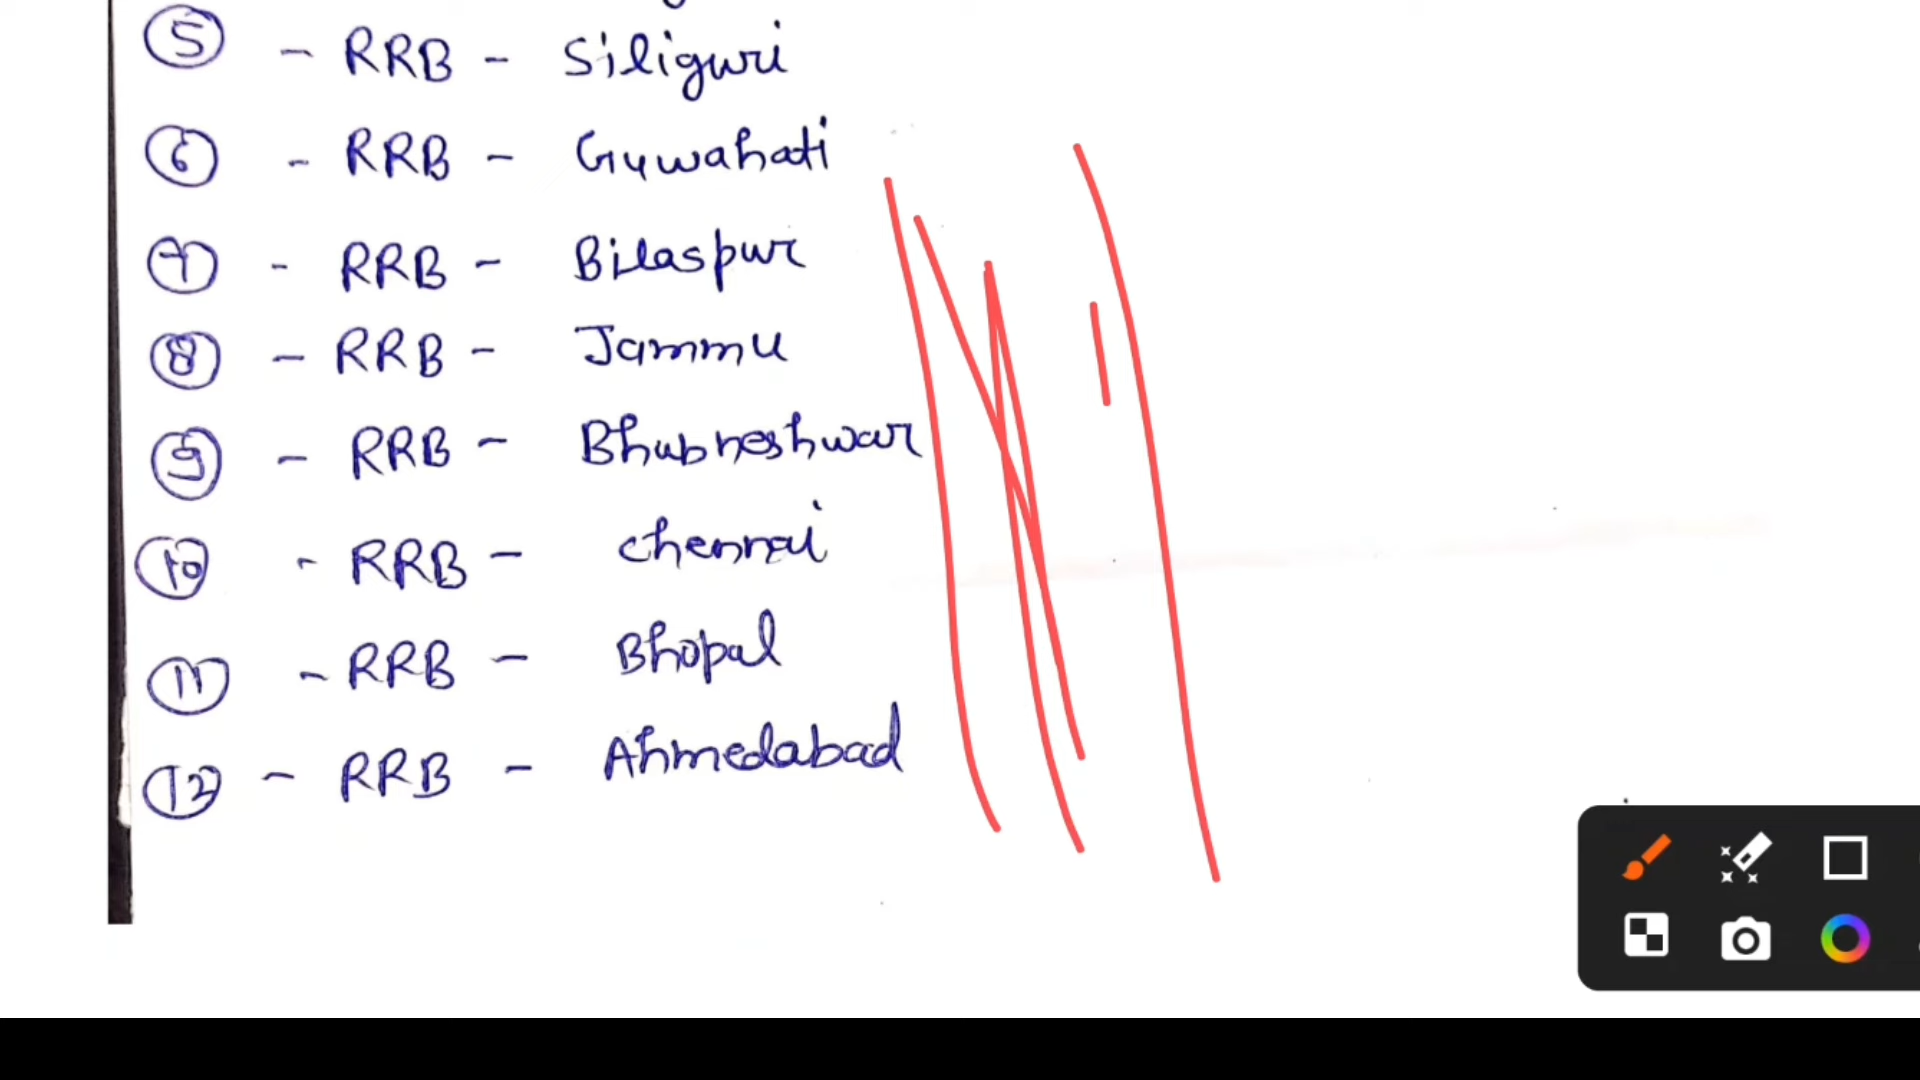 5 - RRB - Siliguri
6 - RRB - Guwahati
7 - RRB - Bilaspur
8 - RRB - Jammu
9 - RRB - Bhubneshwar
10 - RRB - chennai
11 - RRB - Bhopal
12 - RRB - Ahmedabad